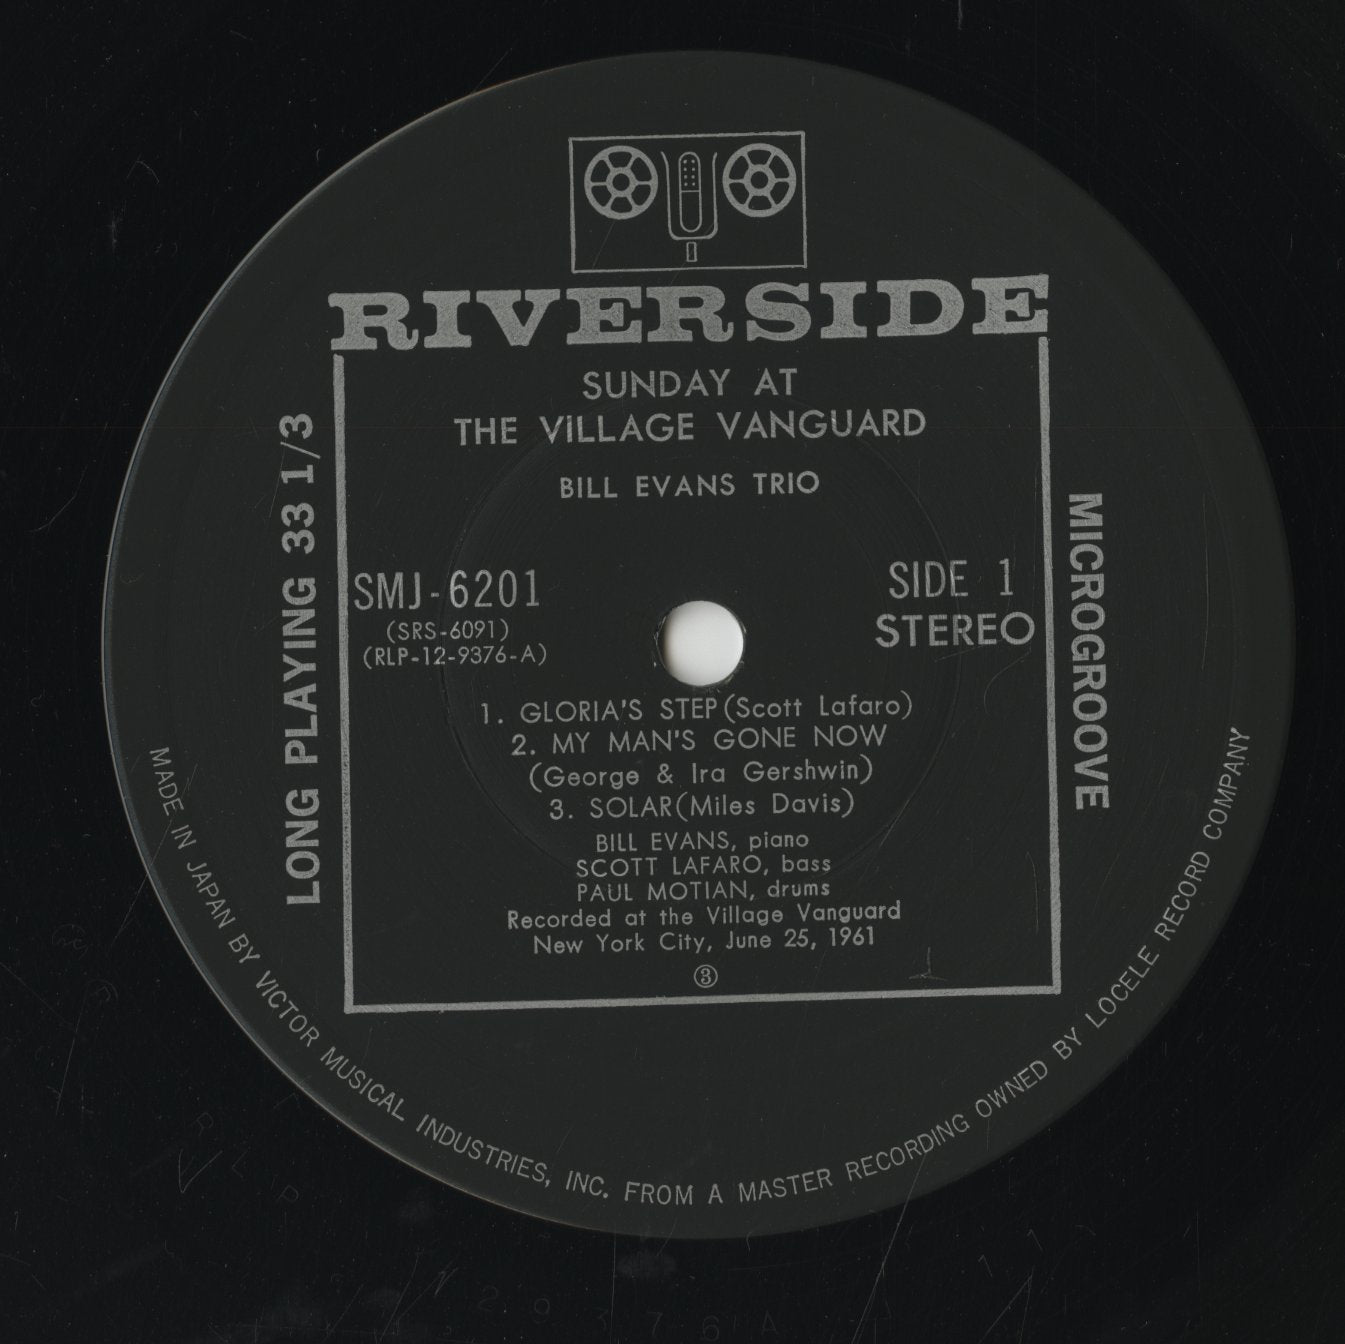 RIVERSIDE
SUNDAY AT
THE VILLAGE VANGUARD
BILL EVANS TRIO
LONG PLAYING 33 1/3
MICROGROOVE
SMJ-6201
(SRS-6091)
(RLP-12-9376-A)
SIDE 1
STEREO
1. GLORIA'S STEP (Scott Lafaro)
2. MY MAN'S GONE NOW
(George & Ira Gershwin)
3. SOLAR (Miles Davis)
BILL EVANS, piano
SCOTT LAFARO, bass
PAUL MOTIAN, drums
Recorded at the Village Vanguard
New York City, June 25, 1961
③
MADE IN JAPAN BY VICTOR MUSICAL INDUSTRIES, INC. FROM A MASTER RECORDING OWNED BY LOCELE RECORD COMPANY